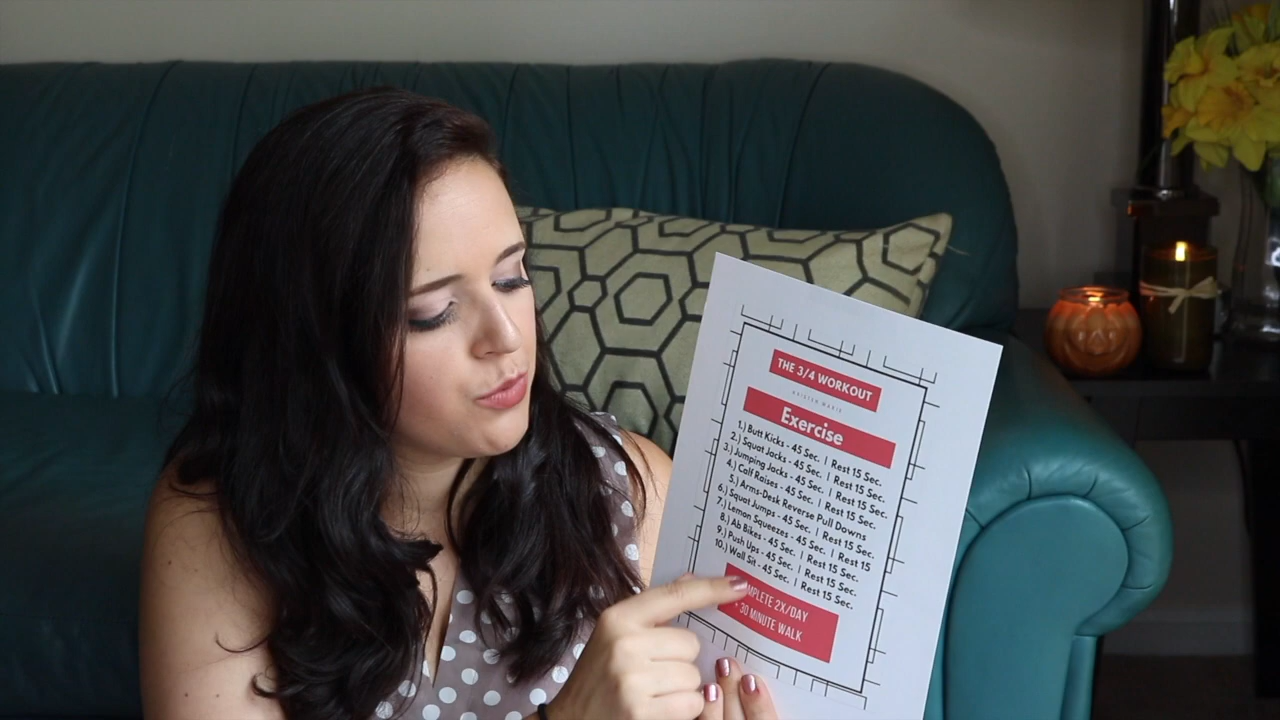 THE 3/4 WORKOUT
KRISTEN MARIE
Exercise
1.) Butt Kicks - 45 Sec. | Rest 15 Sec.
2.) Squat Jacks - 45 Sec. | Rest 15 Sec.
3.) Jumping Jacks - 45 Sec. | Rest 15 Sec.
4.) Calf Raises - 45 Sec. | Rest 15 Sec.
5.) Arms-Desk Reverse Pull Downs
6.) Squat Jumps - 45 Sec. | Rest 15 Sec.
7.) Lemon Squeezes - 45 Sec. | Rest 15
8.) Ab Bikes - 45 Sec. | Rest 15 Sec.
9.) Push Ups - 45 Sec. | Rest 15 Sec.
10.) Wall Sit - 45 Sec. | Rest 15 Sec.
MPLETE 2X/DAY
+ 30 MINUTE WALK